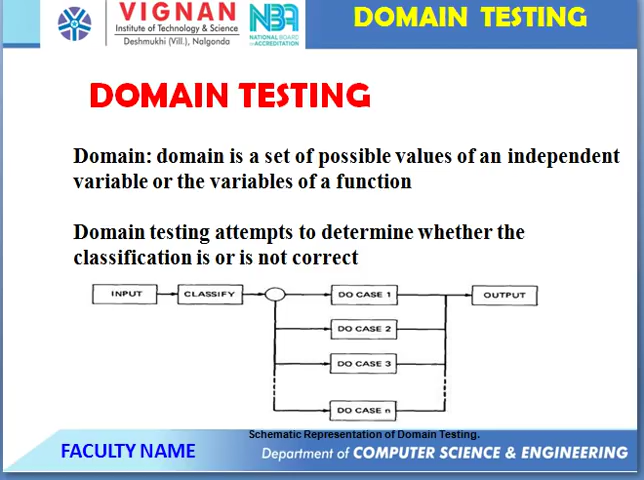 VIGNAN
Institute of Technology & Science
Deshmukhi (Vill.), Nalgonda
NBA
NATIONAL BOARD
of ACCREDITATION
DOMAIN TESTING
DOMAIN TESTING
Domain: domain is a set of possible values of an independent
variable or the variables of a function
Domain testing attempts to determine whether the
classification is or is not correct
INPUT
CLASSIFY
DO CASE 1
OUTPUT
DO CASE 2
DO CASE 3
DO CASE n
Schematic Representation of Domain Testing.
FACULTY NAME
Department of COMPUTER SCIENCE & ENGINEERING